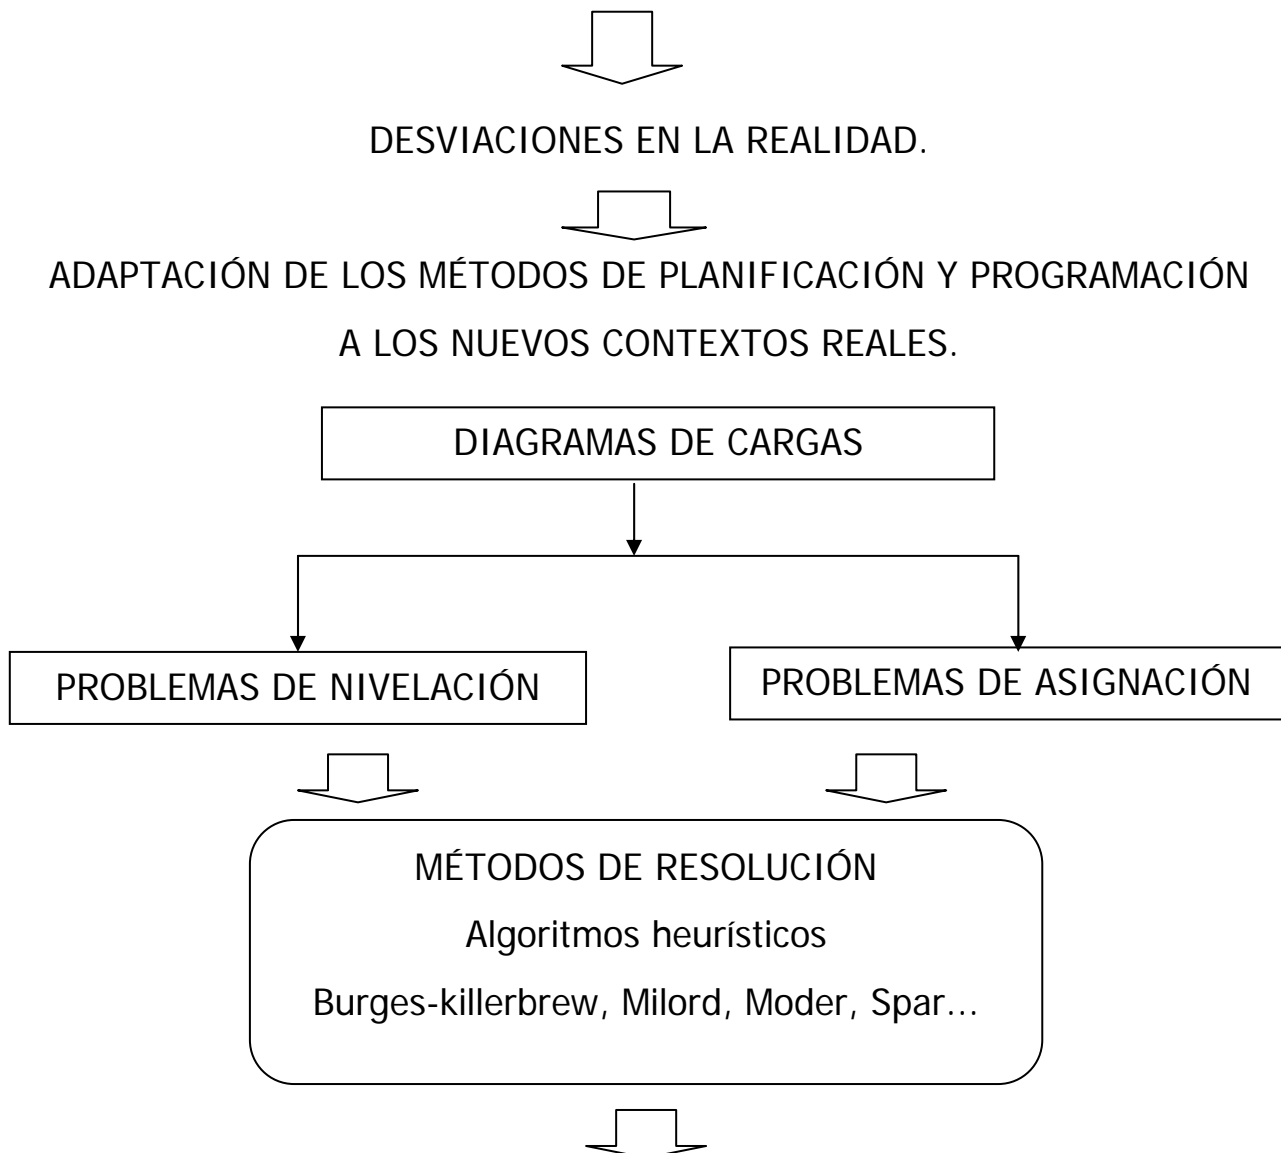 DESVIACIONES EN LA REALIDAD.
ADAPTACIÓN DE LOS MÉTODOS DE PLANIFICACIÓN Y PROGRAMACIÓN
A LOS NUEVOS CONTEXTOS REALES.
DIAGRAMAS DE CARGAS
PROBLEMAS DE NIVELACIÓN
PROBLEMAS DE ASIGNACIÓN
MÉTODOS DE RESOLUCIÓN
Algoritmos heurísticos
Burges-killerbrew, Milord, Moder, Spar...